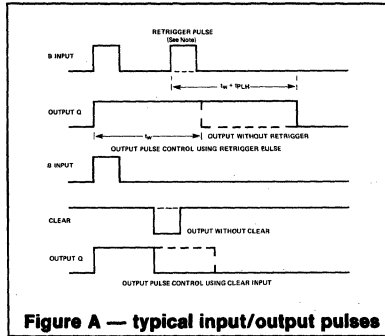 RETRIGGER PULSE
(See Note)
B INPUT
tw + tPLH
OUTPUT Q
tw
OUTPUT WITHOUT RETRIGGER
OUTPUT PULSE CONTROL USING RETRIGGER PULSE
B INPUT
CLEAR
OUTPUT WITHOUT CLEAR
OUTPUT Q
OUTPUT PULSE CONTROL USING CLEAR INPUT
Figure A — typical input/output pulses